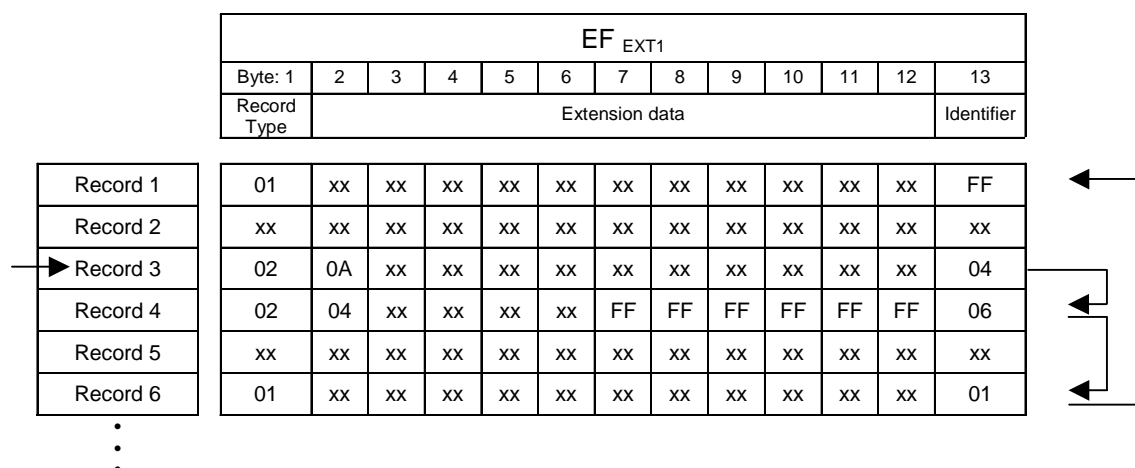 EF EXT1
Byte: 1 2 3 4 5 6 7 8 9 10 11 12 13
Record Type Extension data Identifier
Record 1 01 xx xx xx xx xx xx xx xx xx xx xx FF
Record 2 xx xx xx xx xx xx xx xx xx xx xx xx xx
Record 3 02 0A xx xx xx xx xx xx xx xx xx xx 04
Record 4 02 04 xx xx xx xx FF FF FF FF FF FF 06
Record 5 xx xx xx xx xx xx xx xx xx xx xx xx xx
Record 6 01 xx xx xx xx xx xx xx xx xx xx xx 01